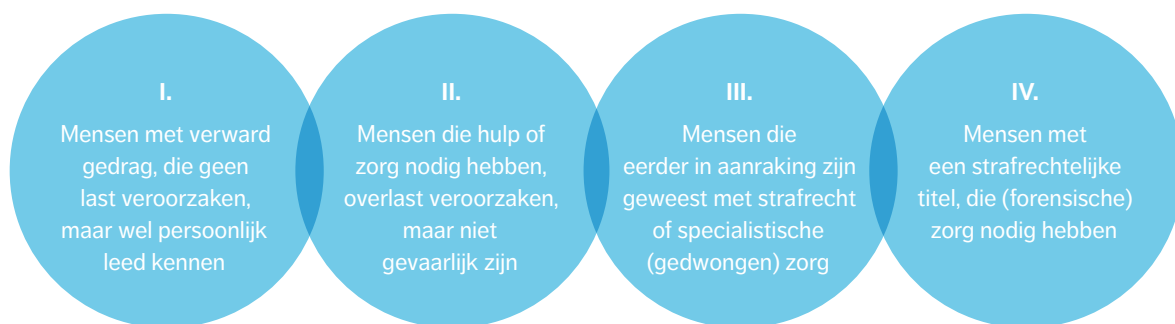 I.
Mensen met verward
gedrag, die geen
last veroorzaken,
maar wel persoonlijk
leed kennen
II.
Mensen die hulp of
zorg nodig hebben,
overlast veroorzaken,
maar niet
gevaarlijk zijn
III.
Mensen die
eerder in aanraking zijn
geweest met strafrecht
of specialistische
(gedwongen) zorg
IV.
Mensen met
een strafrechtelijke
titel, die (forensische)
zorg nodig hebben